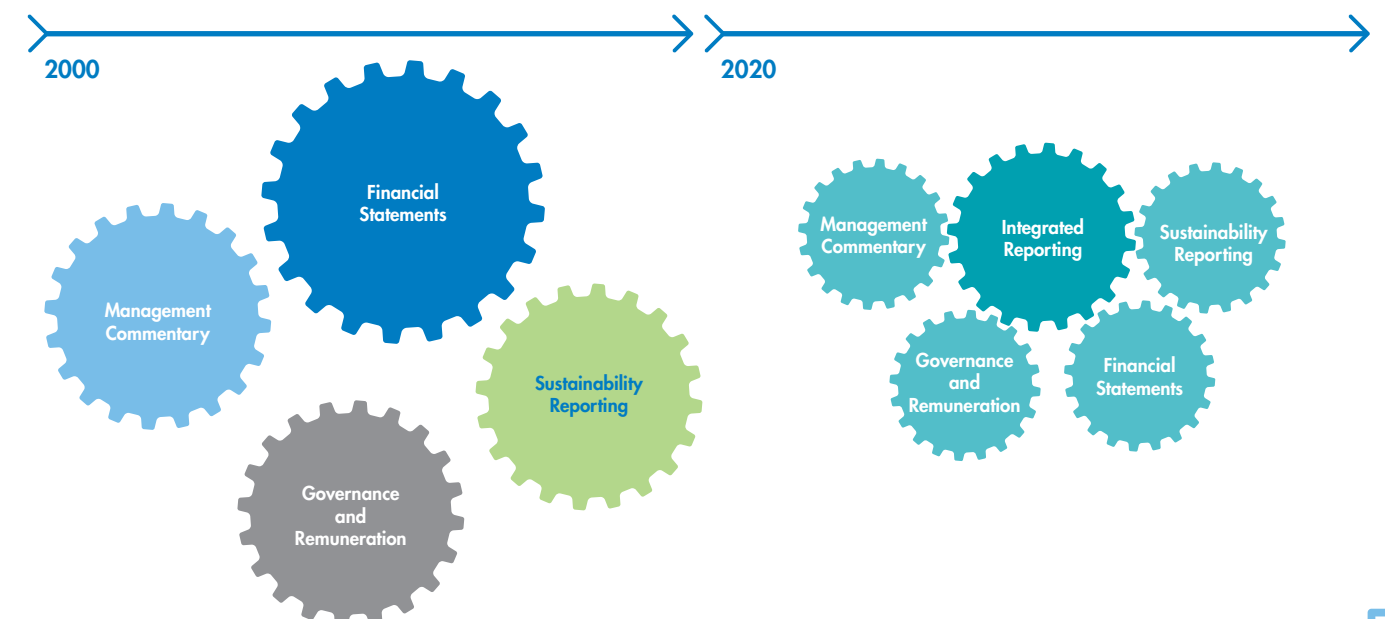 2000
2020
Financial
Statements
Management
Commentary
Sustainability
Reporting
Governance
and
Remuneration
Management
Commentary
Integrated
Reporting
Sustainability
Reporting
Governance
and
Remuneration
Financial
Statements